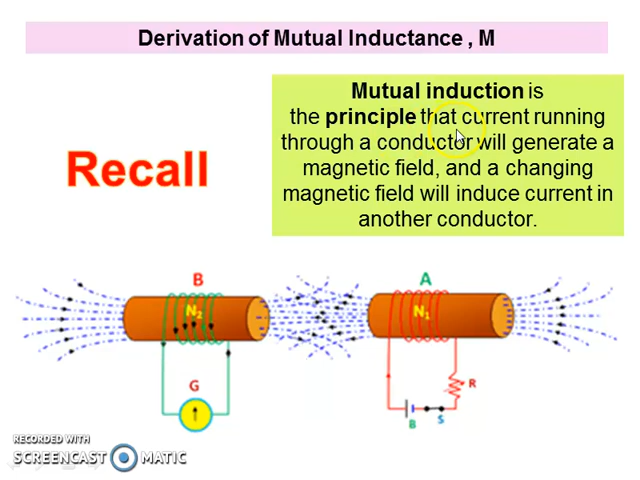 Derivation of Mutual Inductance , M
Mutual induction is
the principle that current running
through a conductor will generate a
magnetic field, and a changing
magnetic field will induce current in
another conductor.
Recall
B
A
N2
N1
G
R
B
S
RECORDED WITH
SCREENCAST MATIC